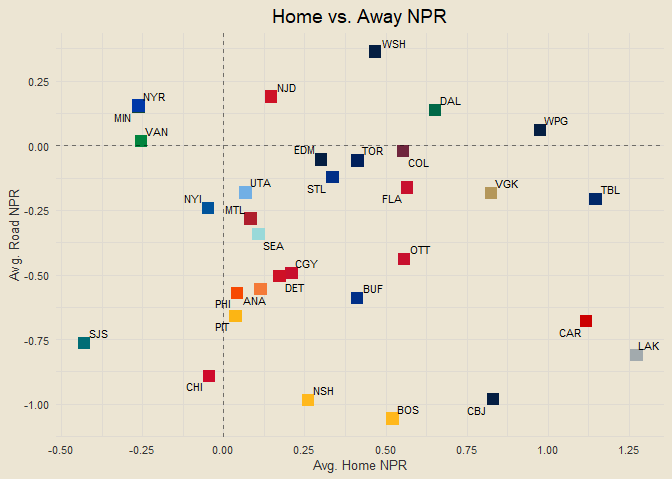 Home vs. Away NPR
WSH
0.25
NYR
NJD
MIN
DAL
VAN
WPG
0.00
EDM
TOR
COL
STL
UTA
VGK
TBL
NYI
FLA
MTL
-0.25
SEA
OTT
CGY
-0.50
DET
BUF
PHI
ANA
PIT
SJS
CAR
-0.75
LAK
CHI
NSH
-1.00
BOS
CBJ
Avg. Road NPR
-0.50
-0.25
0.00
0.25
0.50
0.75
1.00
1.25
Avg. Home NPR